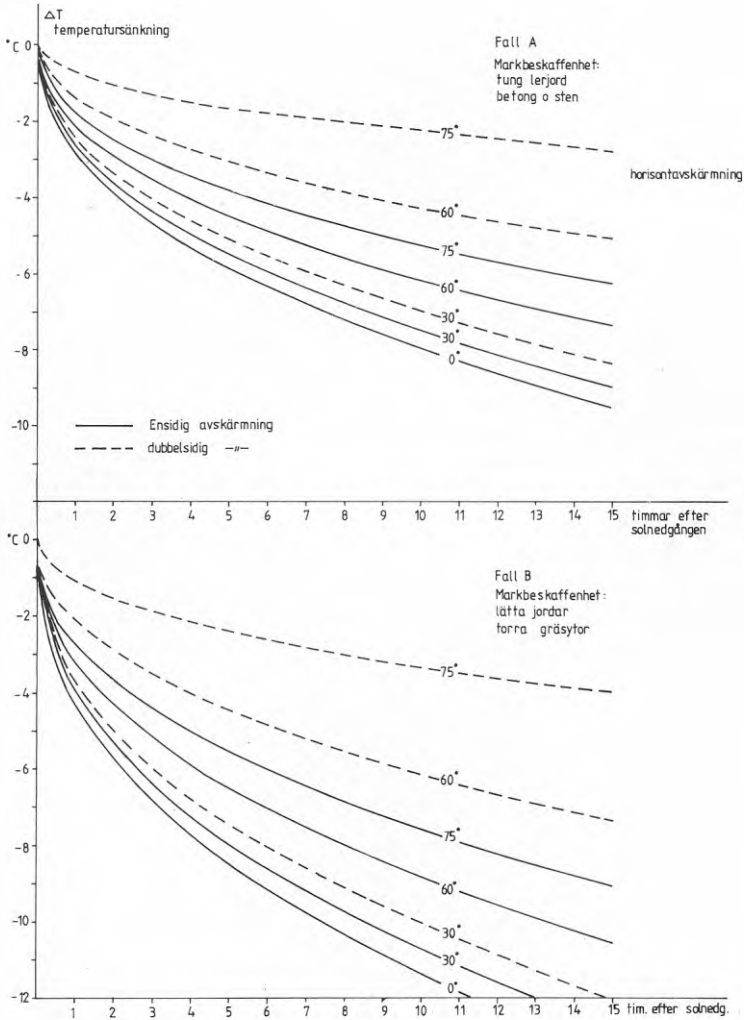 ΔT
temperatursänkning
°C 0
Fall A
Markbeskaffenhet:
tung lerjord
betong o sten
-2
75°
horisontavskärmning
-4
60°
75°
-6
60°
30°
30°
-8
0°
-10
Ensidig avskärmning
dubbelsidig —〃—
1 2 3 4 5 6 7 8 9 10 11 12 13 14 15 timmar efter
solnedgången
°C 0
Fall B
Markbeskaffenhet:
lätta jordar
torra gräsytor
-2
75°
-4
-6
60°
75°
-8
60°
-10
30°
30°
0°
-12
1 2 3 4 5 6 7 8 9 10 11 12 13 14 15 tim. efter solnedg.